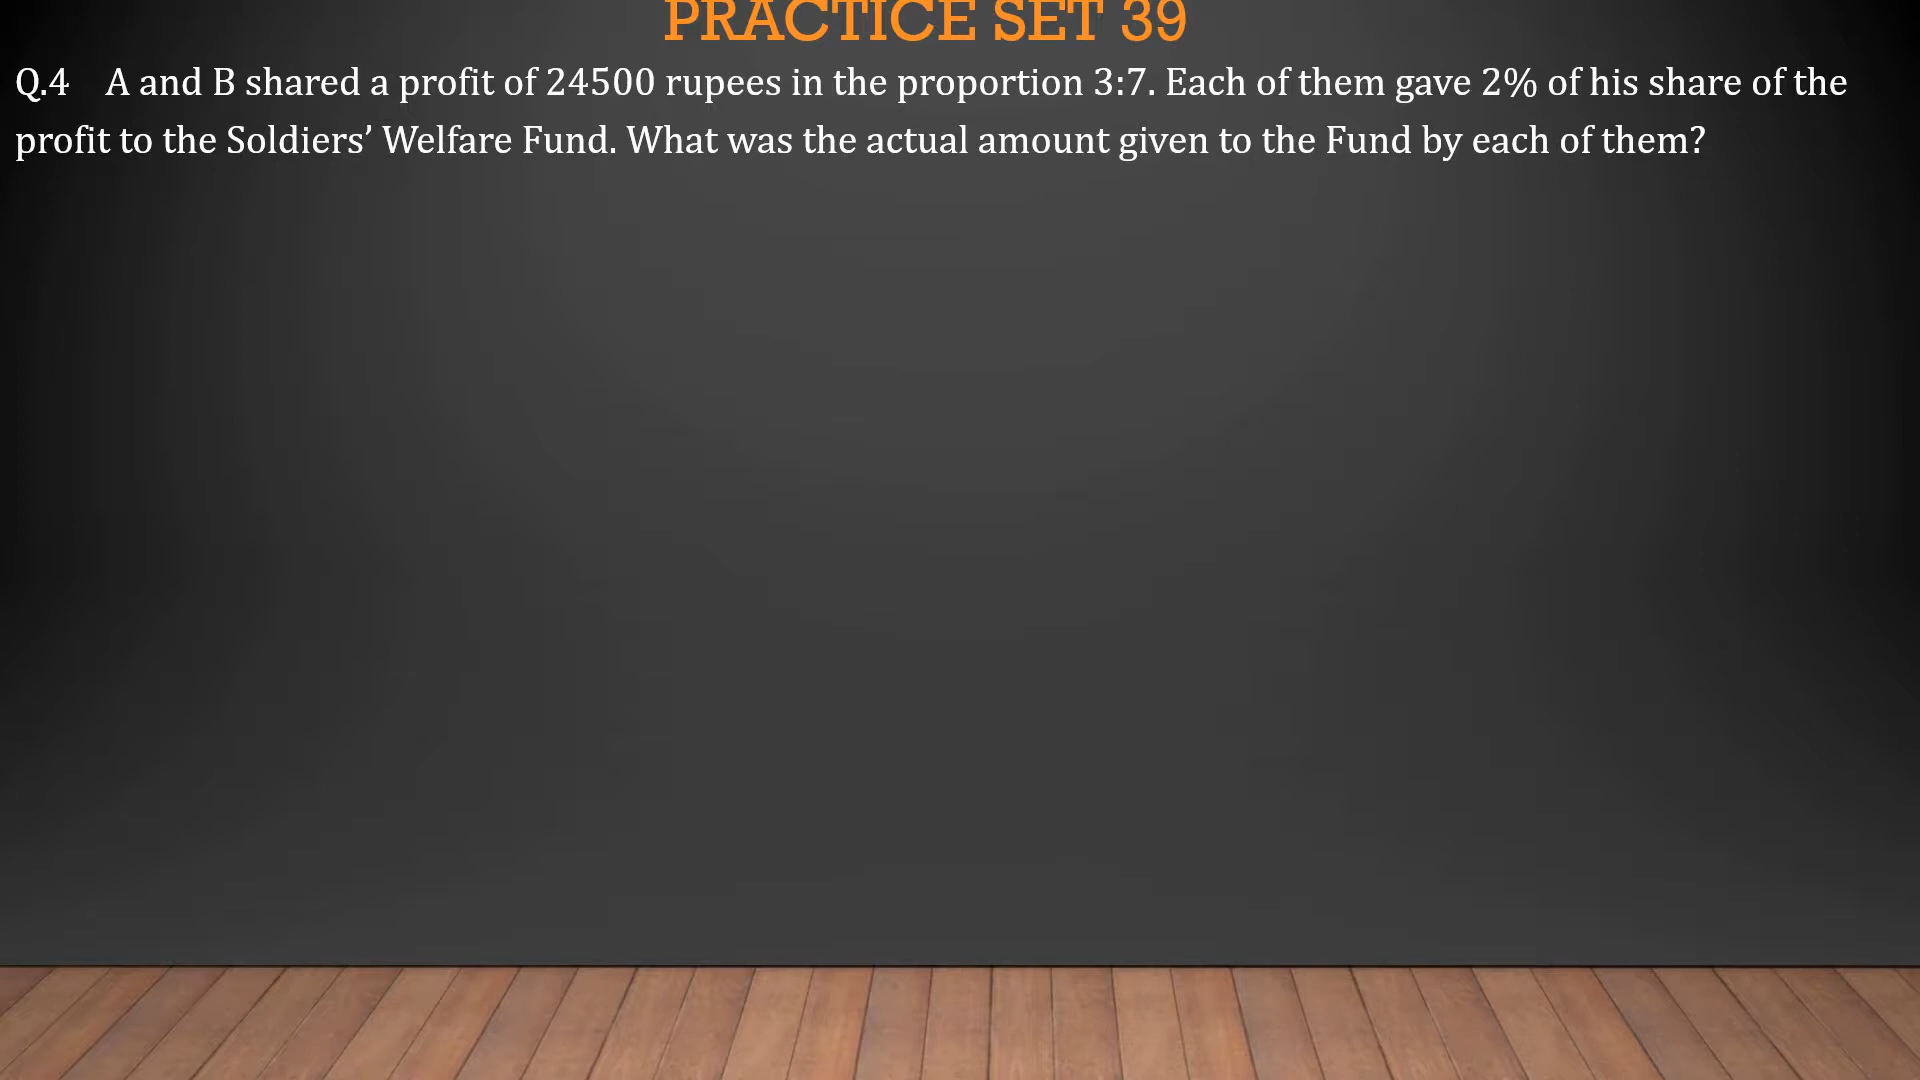 PRACTICE SET 39
Q.4 A and B shared a profit of 24500 rupees in the proportion 3:7. Each of them gave 2% of his share of the
profit to the Soldiers’ Welfare Fund. What was the actual amount given to the Fund by each of them?